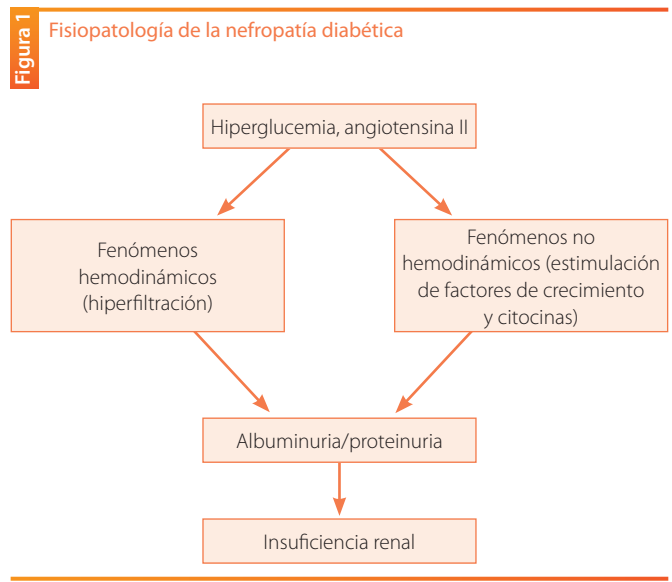 Figura 1
Fisiopatología de la nefropatía diabética
Hiperglucemia, angiotensina II
Fenómenos
hemodinámicos
(hiperfiltración)
Fenómenos no
hemodinámicos (estimulación
de factores de crecimiento
y citocinas)
Albuminuria/proteinuria
Insuficiencia renal